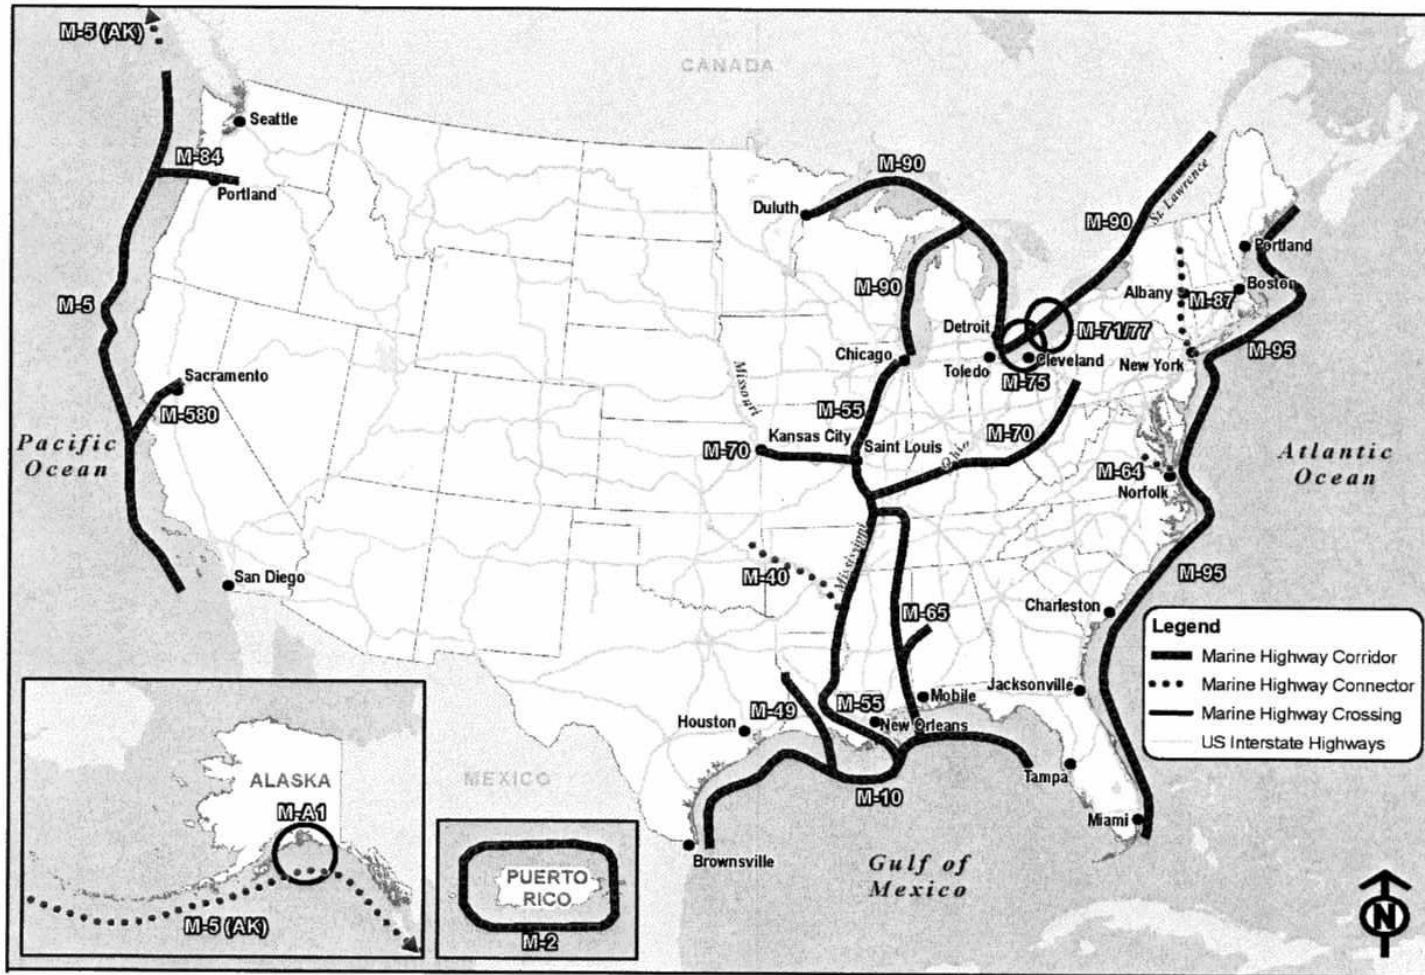 M-5 (AK)
CANADA
Seattle
M-84
Portland
M-90
Duluth
St. Lawrence
M-90
Portland
M-5
M-90
Albany
M-87
Boston
Detroit
M-71/77
Chicago
Toledo
Cleveland
New York
M-95
M-75
Sacramento
M-580
Missouri
M-55
Pacific
Ocean
Kansas City
M-70
Saint Louis
Ohio
M-70
Atlantic
Ocean
M-64
Norfolk
San Diego
M-40
Mississippi
M-95
M-65
Charleston
Legend
Marine Highway Corridor
Marine Highway Connector
Marine Highway Crossing
US Interstate Highways
Jacksonville
Mobile
M-55
New Orleans
Houston
M-49
Tampa
M-10
Miami
MEXICO
ALASKA
M-A1
M-5 (AK)
PUERTO
RICO
M-2
Brownsville
Gulf of
Mexico
N